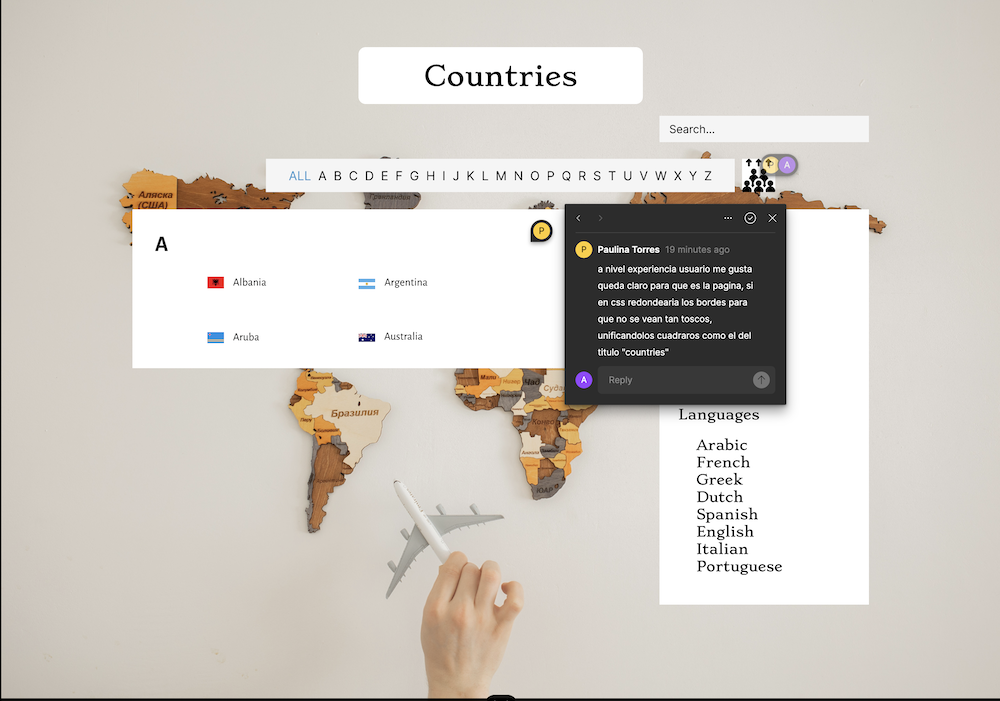 Countries
Search...
ALL A B C D E F G H I J K L M N O P Q R S T U V W X Y Z
P A
Аляска
(США)
Гренландия
A
P
Albania
Argentina
Aruba
Australia
P Paulina Torres 19 minutes ago
a nivel experiencia usuario me gusta
queda claro para que es la pagina, si
en css redondearia los bordes para
que no se vean tan toscos,
unificandolos cuadraros como el del
titulo "countries"
A Reply
Мали
Чад
Бразилия
Конго
ЮАР
Languages
Arabic
French
Greek
Dutch
Spanish
English
Italian
Portuguese